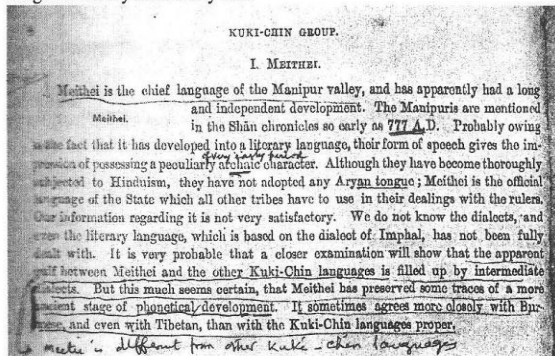 KUKI-CHIN GROUP.
I. MEITHEI.
Meithei is the chief language of the Manipur valley, and has apparently had a long
Meithei.
and independent development. The Manipuris are mentioned
in the Shān chronicles so early as 777 A.D. Probably owing
to the fact that it has developed into a literary language, their form of speech gives the im-
of very early period
pression of possessing a peculiarly archaic character. Although they have become thoroughly
subjected to Hinduism, they have not adopted any Aryan tongue; Meithei is the official
language of the State which all other tribes have to use in their dealings with the rulers.
Our information regarding it is not very satisfactory. We do not know the dialects, and
even the literary language, which is based on the dialect of Imphal, has not been fully
dealt with. It is very probable that a closer examination will show that the apparent
gulf between Meithei and the other Kuki-Chin languages is filled up by intermediate
dialects. But this much seems certain, that Meithei has preserved some traces of a more
ancient stage of phonetical development. It sometimes agrees more closely with Bur-
mese, and even with Tibetan, than with the Kuki-Chin languages proper.
Meetei is different from other kuki-chin languages